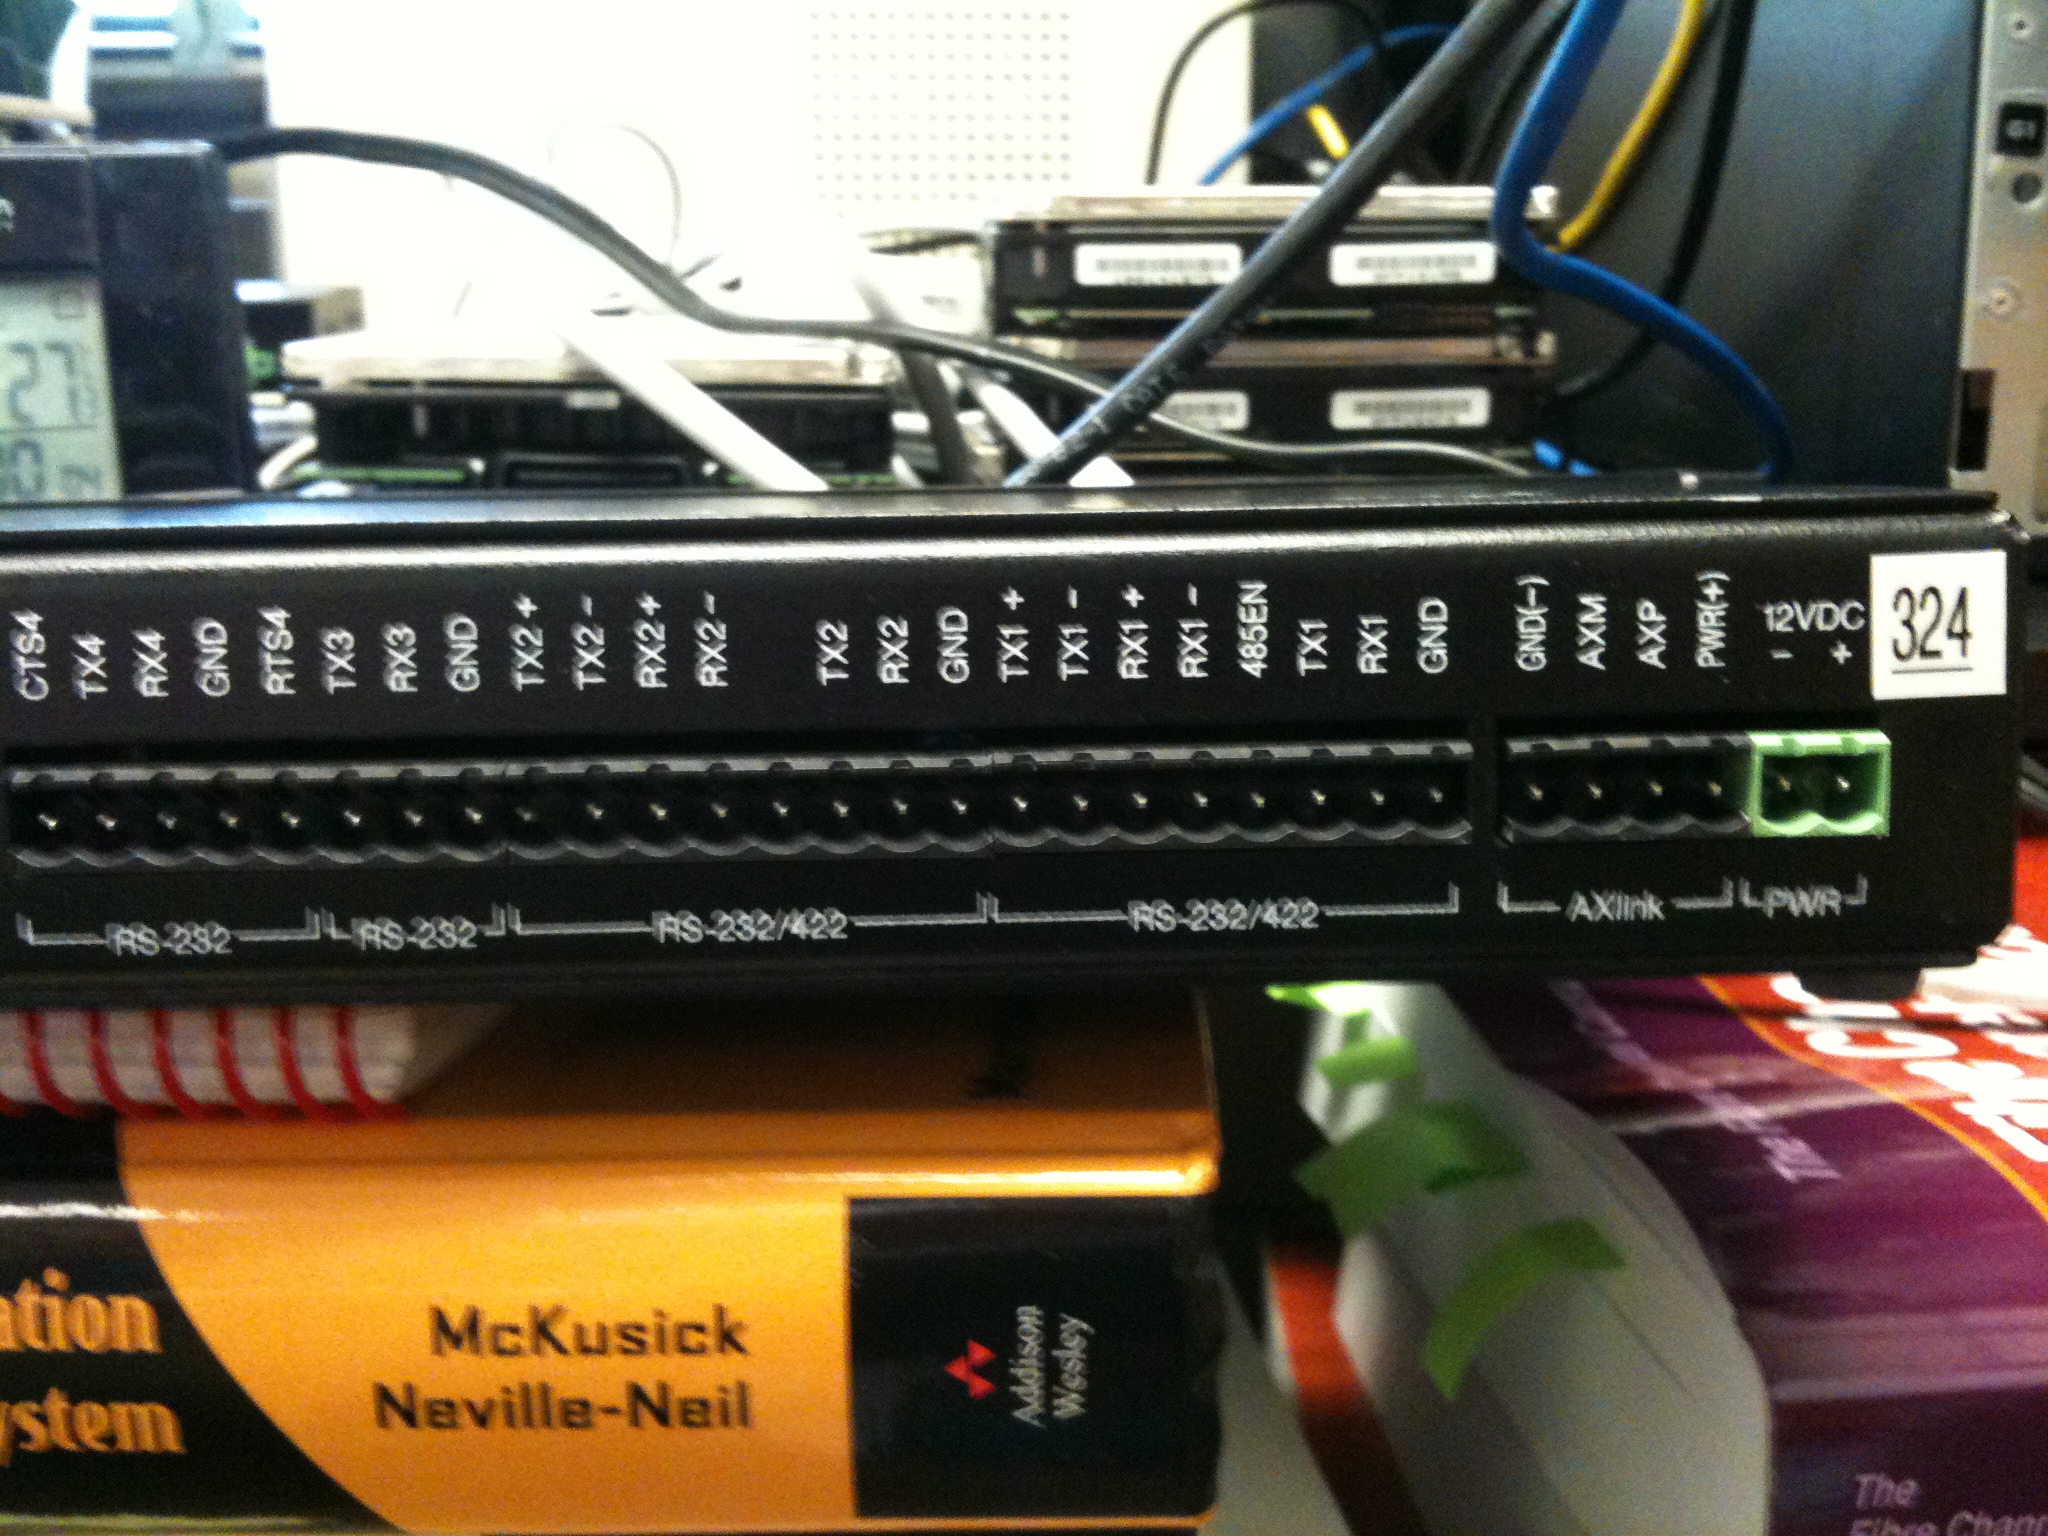 G1
27
CTS4
TX4
RX4
GND
RTS4
TX3
RX3
GND
TX2 +
TX2 -
RX2 +
RX2 -
TX2
RX2
GND
TX1 +
TX1 -
RX1 +
RX1 -
485EN
TX1
RX1
GND
GND(-)
AXM
AXP
PWR(+)
12VDC
- +
324
RS-232
RS-232
RS-232/422
RS-232/422
AXlink
PWR
ation
ystem
McKusick
Neville-Neil
Addison
Wesley
The